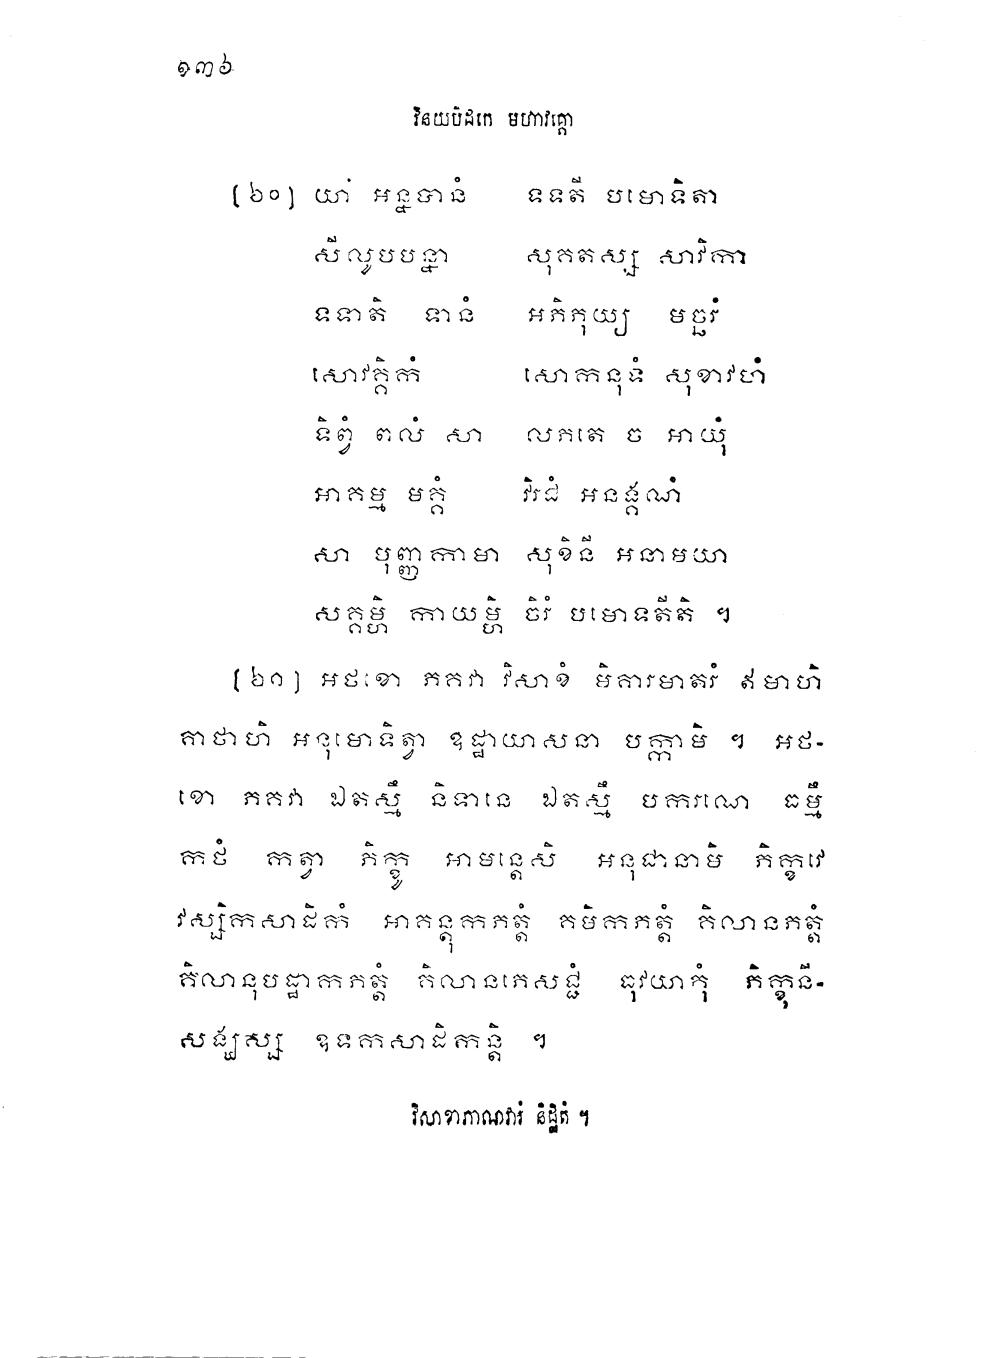 ១៣៦
វិនយបិដកេ មហាវគ្គោ
(៦០) យា អន្នបានំ ទទតី បមោទិតា
សីលូបបន្នា សុគតស្ស សាវិកា
ទទាតិ ទានំ អភិភុយ្យ មច្ឆរំ
សោវគ្គិកំ សោកនុទំ សុខាវហំ
ទិព្វំ ពលំ សា លភតេ ច អាយុំ
អាគម្ម មគ្គំ វិរជំ អនង្គណំ
សា បុញ្ញកាមា សុខិនី អនាមយា
សគ្គម្ហិ កាយម្ហិ ចិរំ បមោទតីតិ ។
(៦១) អថខោ ភគវា វិសាខំ មិគារមាតរំ ឥមាហិ
គាថាហិ អនុមោទិត្វា ឧដ្ឋាយាសនា បក្កាមិ ។ អថ-
ខោ ភគវា ឯតស្មឹ និទានេ ឯតស្មឹ បករណេ ធម្មឹ
កថំ កត្វា ភិក្ខូ អាមន្តេសិ អនុជានាមិ ភិក្ខវេ
វស្សិកសាដិកំ អាគន្តុកភត្តំ គមិកភត្តំ គិលានភត្តំ
គិលានុបដ្ឋាកភត្តំ គិលានភេសជ្ជំ ធុវយាគុំ ភិក្ខុនី-
សង្ឃស្ស ឧទកសាដិកន្តិ ។
វិសាខាភាណវារំ និដ្ឋិតំ ។